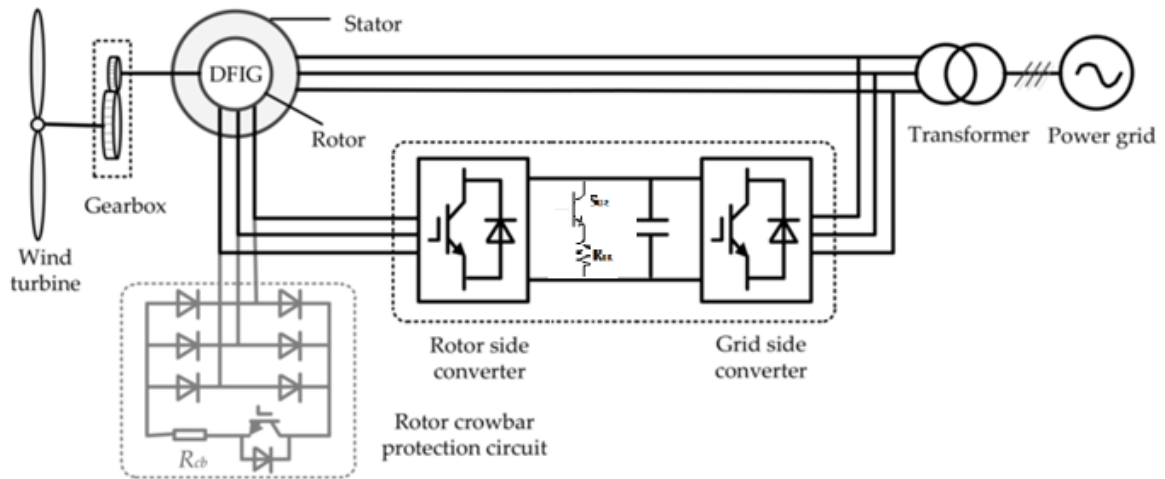 Stator
DFIG
Rotor
Transformer
Power grid
Gearbox
Wind
turbine
Rotor side
converter
Grid side
converter
Rotor crowbar
protection circuit
Rcb